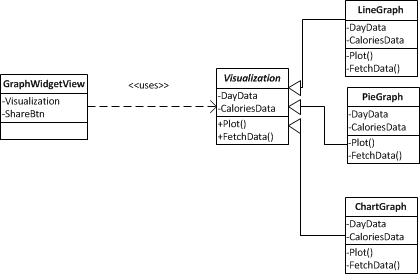 GraphWidgetView
-Visualization
-ShareBtn
<<uses>>
Visualization
-DayData
-CaloriesData
+Plot()
+FetchData()
LineGraph
-DayData
-CaloriesData
-Plot()
-FetchData()
PieGraph
-DayData
-CaloriesData
-Plot()
-FetchData()
ChartGraph
-DayData
-CaloriesData
-Plot()
-FetchData()